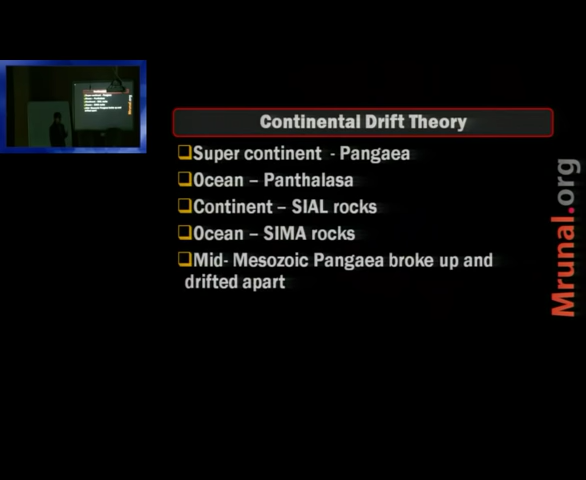 Continental Drift Theory
Super continent - Pangaea
Ocean – Panthalasa
Continent – SIAL rocks
Ocean – SIMA rocks
Mid- Mesozoic Pangaea broke up and
drifted apart
Mrunal.org